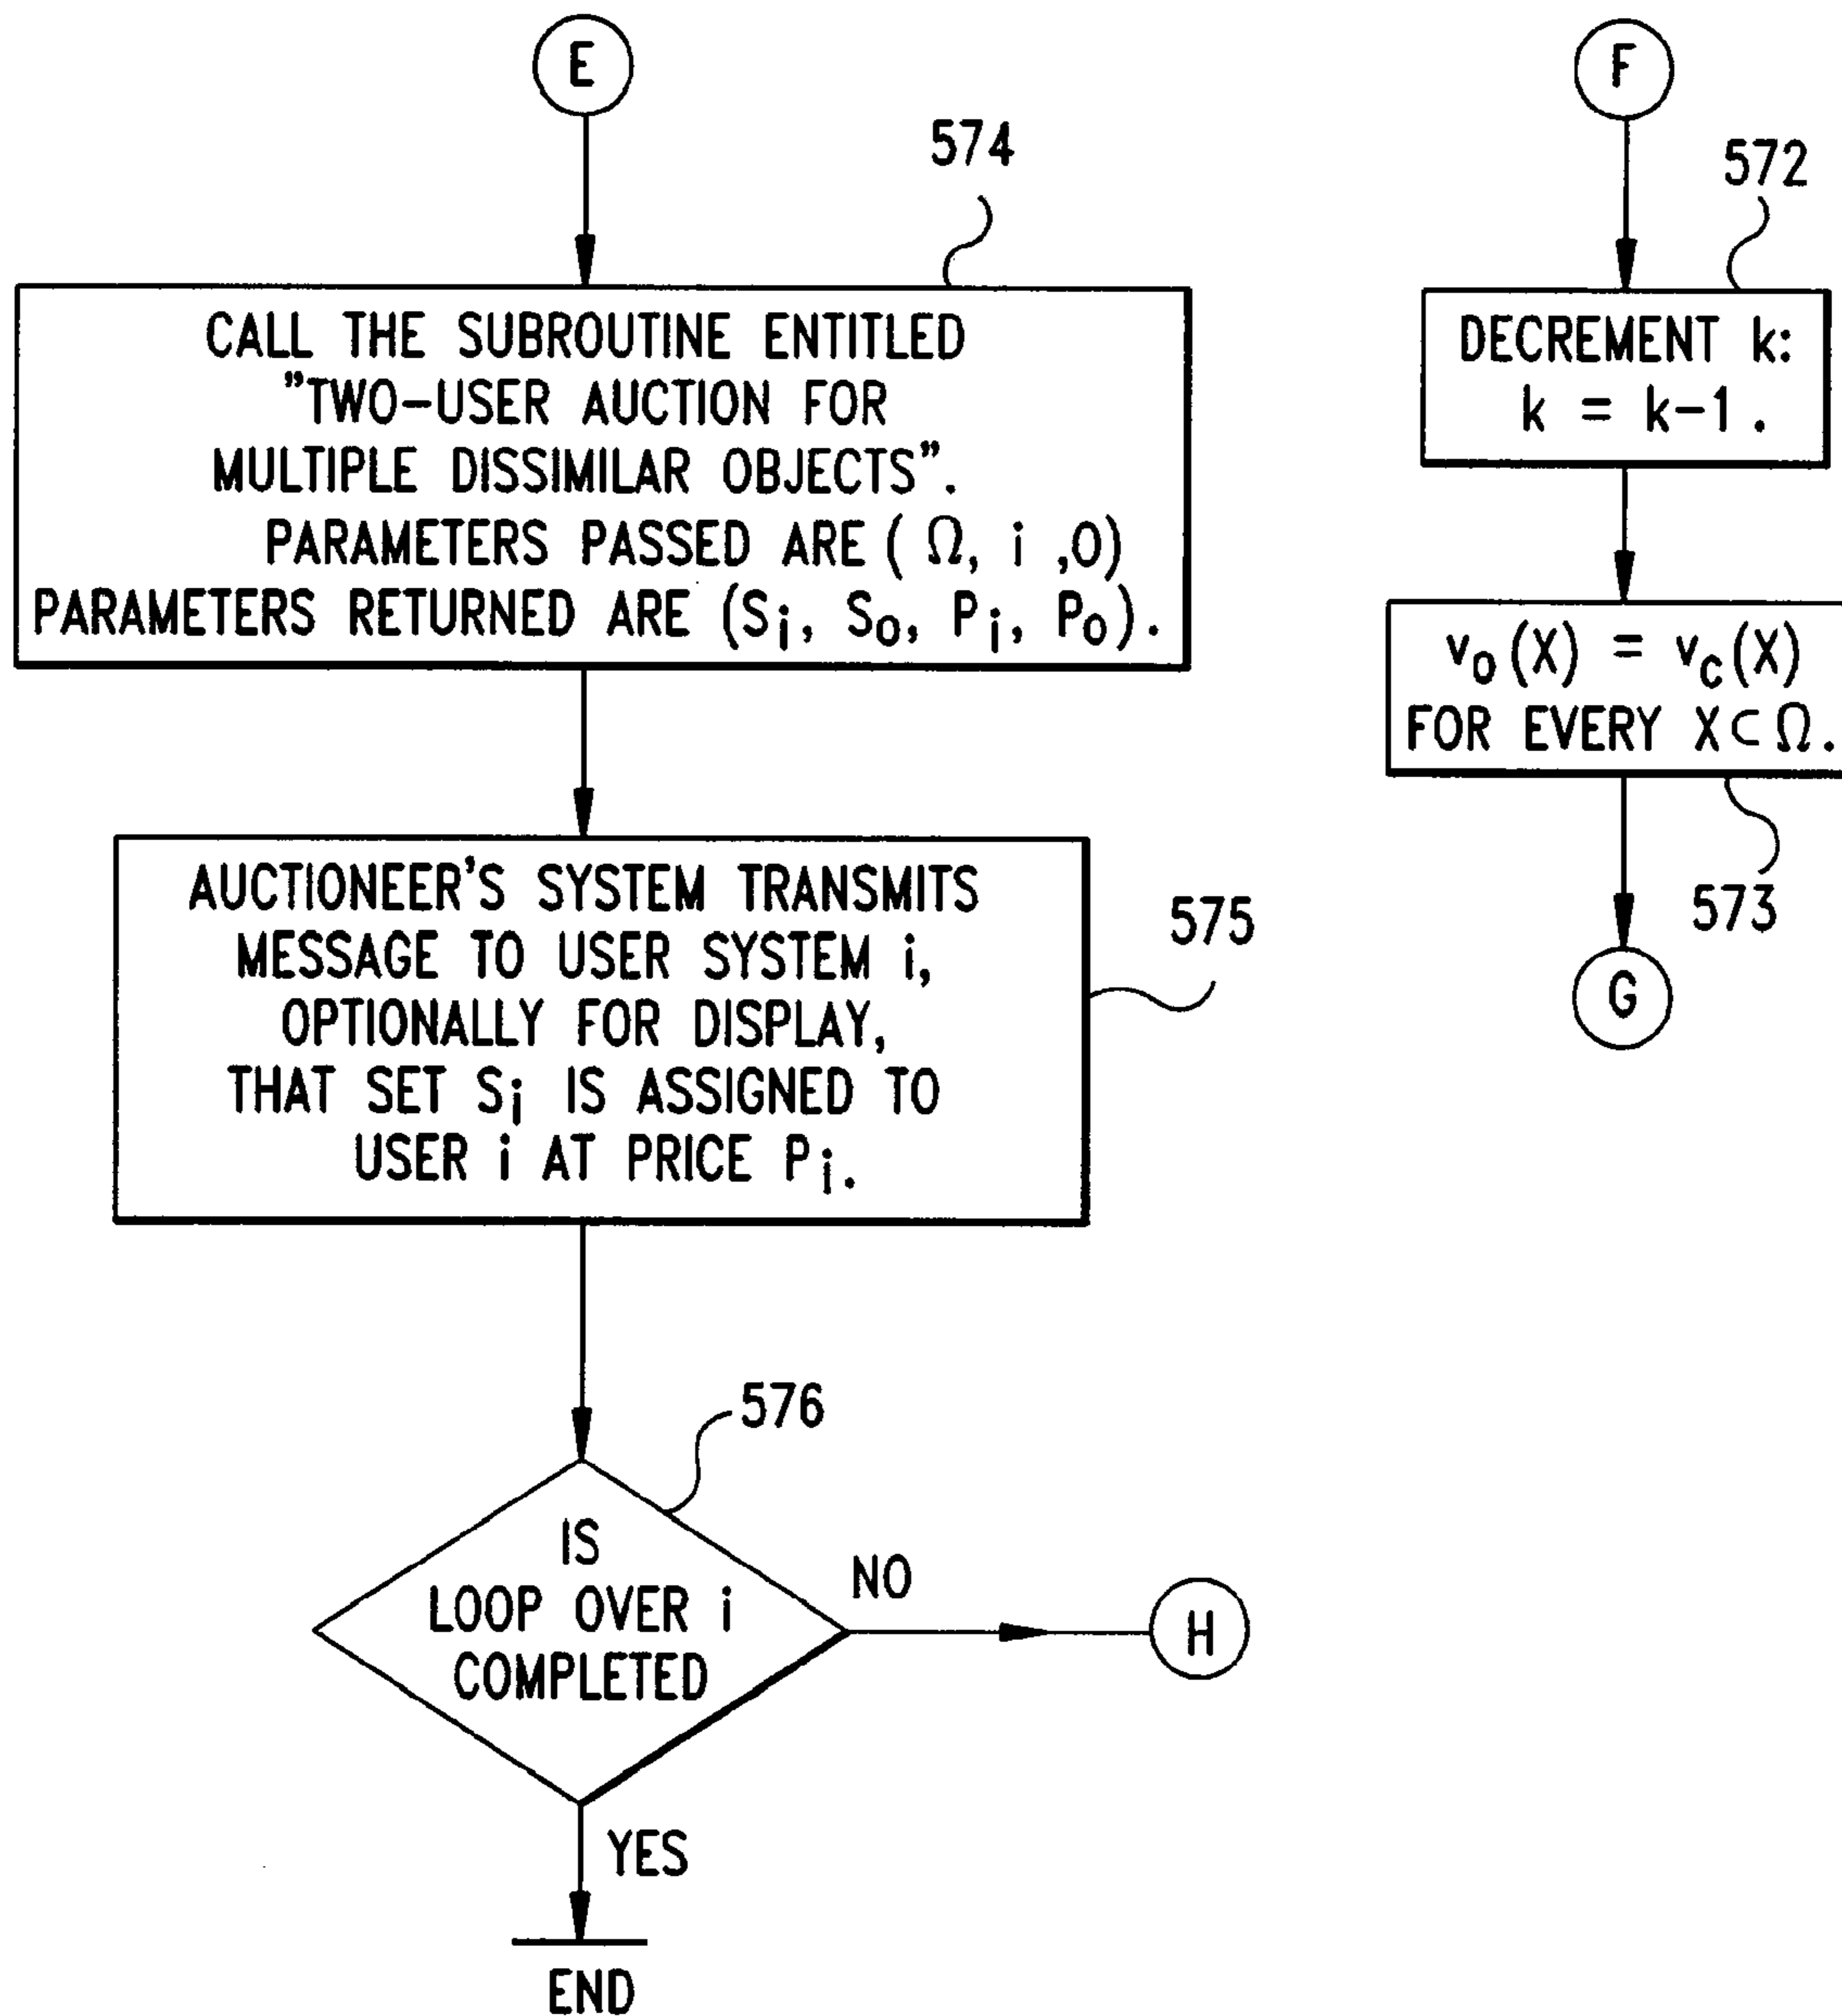 E
574
CALL THE SUBROUTINE ENTITLED
"TWO-USER AUCTION FOR
MULTIPLE DISSIMILAR OBJECTS".
PARAMETERS PASSED ARE ( Ω, i ,0)
PARAMETERS RETURNED ARE (Si, S0, Pi, P0).
AUCTIONEER'S SYSTEM TRANSMITS
MESSAGE TO USER SYSTEM i,
OPTIONALLY FOR DISPLAY,
THAT SET Si IS ASSIGNED TO
USER i AT PRICE Pi.
575
576
IS
LOOP OVER i
COMPLETED
NO
H
YES
END
F
572
DECREMENT k:
k = k-1.
v0(X) = vc(X)
FOR EVERY X⊂Ω.
573
G